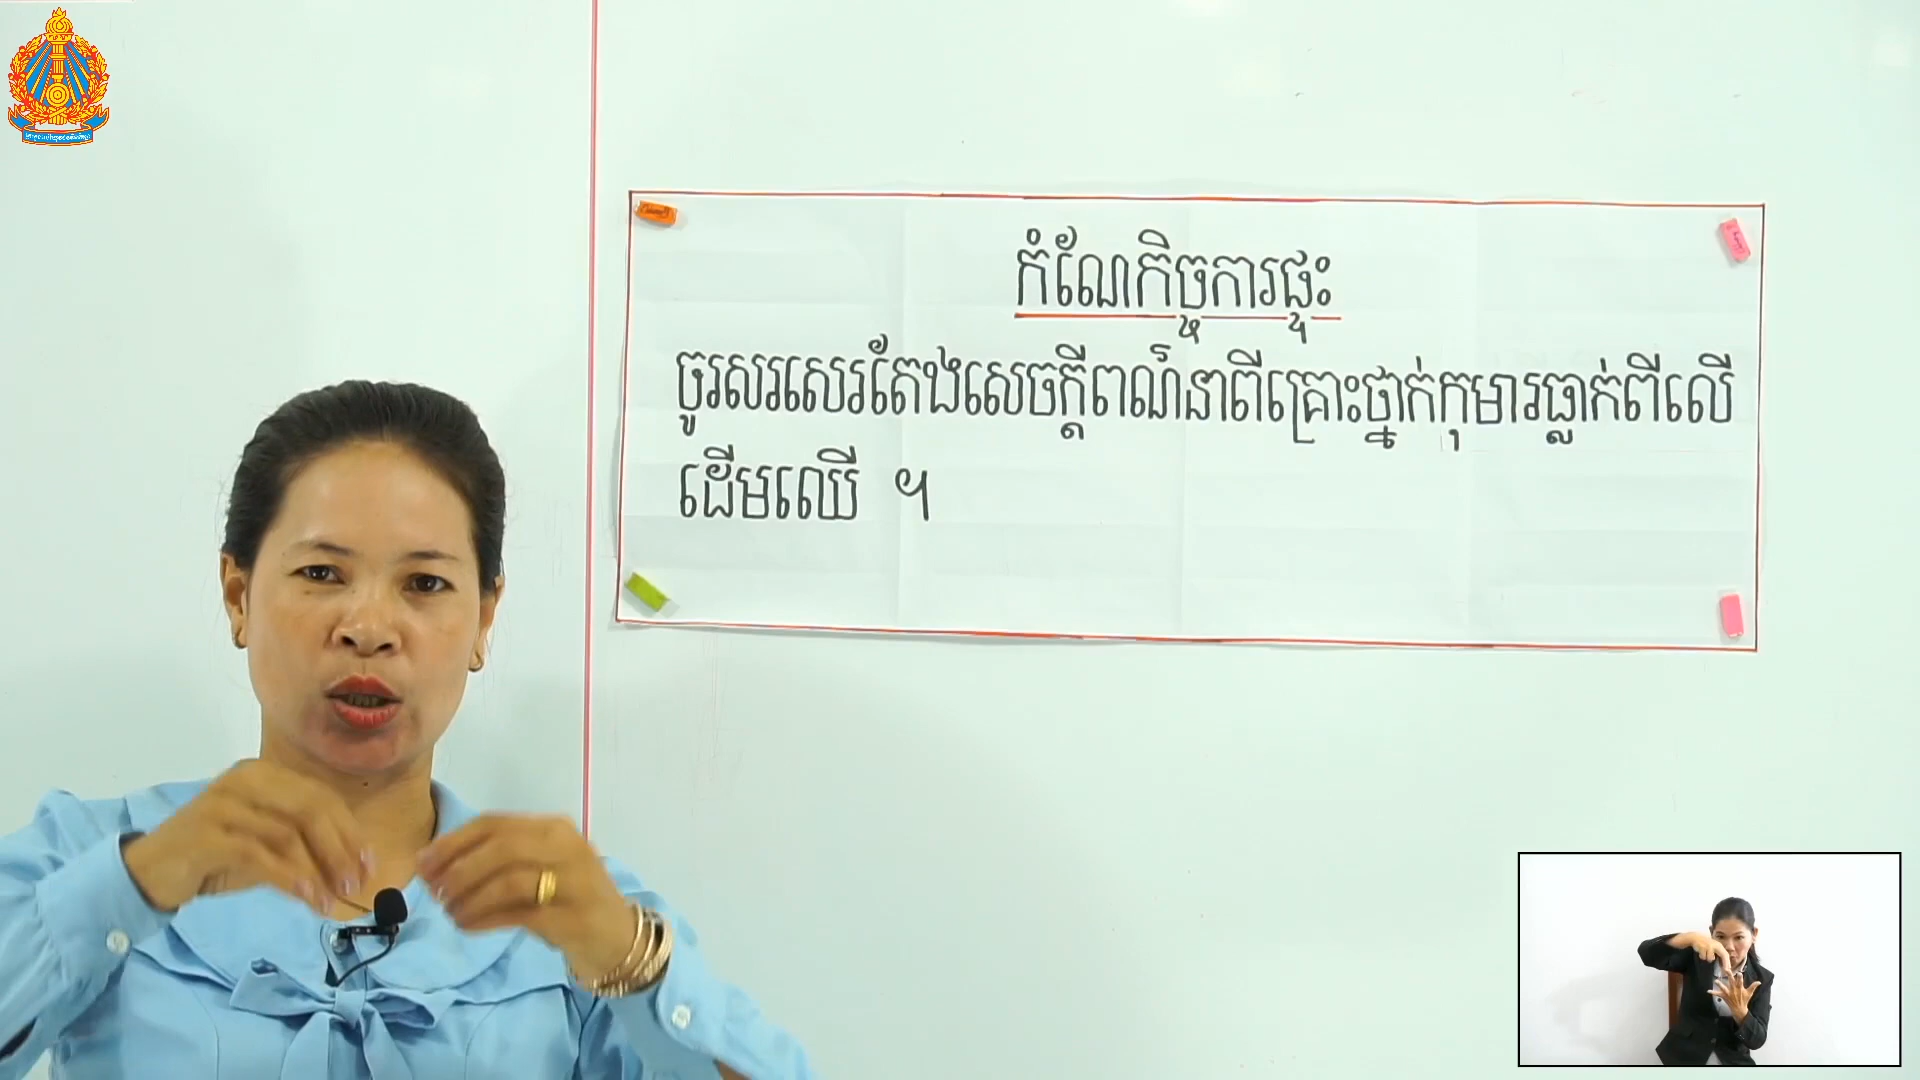 កំណែកិច្ចការផ្ទះ
ចូរសរសេរតែងសេចក្ដីពណ៌នាពីគ្រោះថ្នាក់កុមារធ្លាក់ពីលើ
ដើមឈើ ។